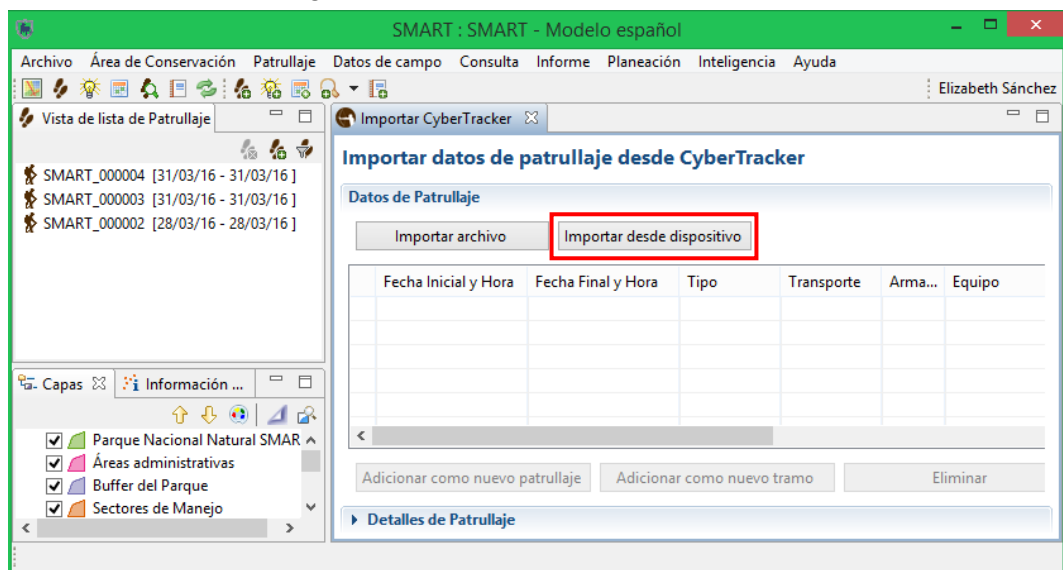 SMART : SMART - Modelo español
Archivo Área de Conservación Patrullaje Datos de campo Consulta Informe Planeación Inteligencia Ayuda
Elizabeth Sánchez
Vista de lista de Patrullaje
SMART_000004 [31/03/16 - 31/03/16 ]
SMART_000003 [31/03/16 - 31/03/16 ]
SMART_000002 [28/03/16 - 28/03/16 ]
Capas
Información ...
Parque Nacional Natural SMAR
Áreas administrativas
Buffer del Parque
Sectores de Manejo
Importar CyberTracker
Importar datos de patrullaje desde CyberTracker
Datos de Patrullaje
Importar archivo Importar desde dispositivo
Fecha Inicial y Hora Fecha Final y Hora Tipo Transporte Arma... Equipo
Adicionar como nuevo patrullaje Adicionar como nuevo tramo Eliminar
Detalles de Patrullaje